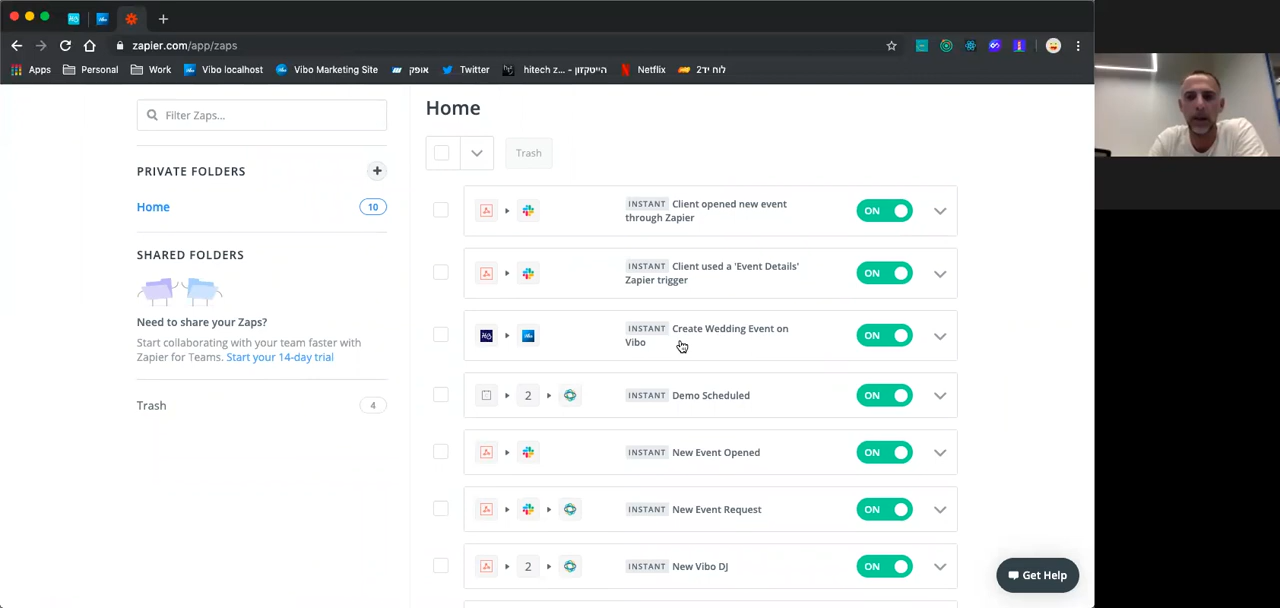 zapier.com/app/zaps
Apps Personal Work Vibo localhost Vibo Marketing Site אופק Twitter hitech z... – הייטקזון Netflix לוח יד2
Filter Zaps...
PRIVATE FOLDERS
Home 10
SHARED FOLDERS
Need to share your Zaps?
Start collaborating with your team faster with
Zapier for Teams. Start your 14-day trial
Trash 4
Home
Trash
INSTANT Client opened new event
through Zapier
ON
INSTANT Client used a 'Event Details'
Zapier trigger
ON
INSTANT Create Wedding Event on
Vibo
ON
2 INSTANT Demo Scheduled ON
INSTANT New Event Opened ON
INSTANT New Event Request ON
2 INSTANT New Vibo DJ ON
Get Help